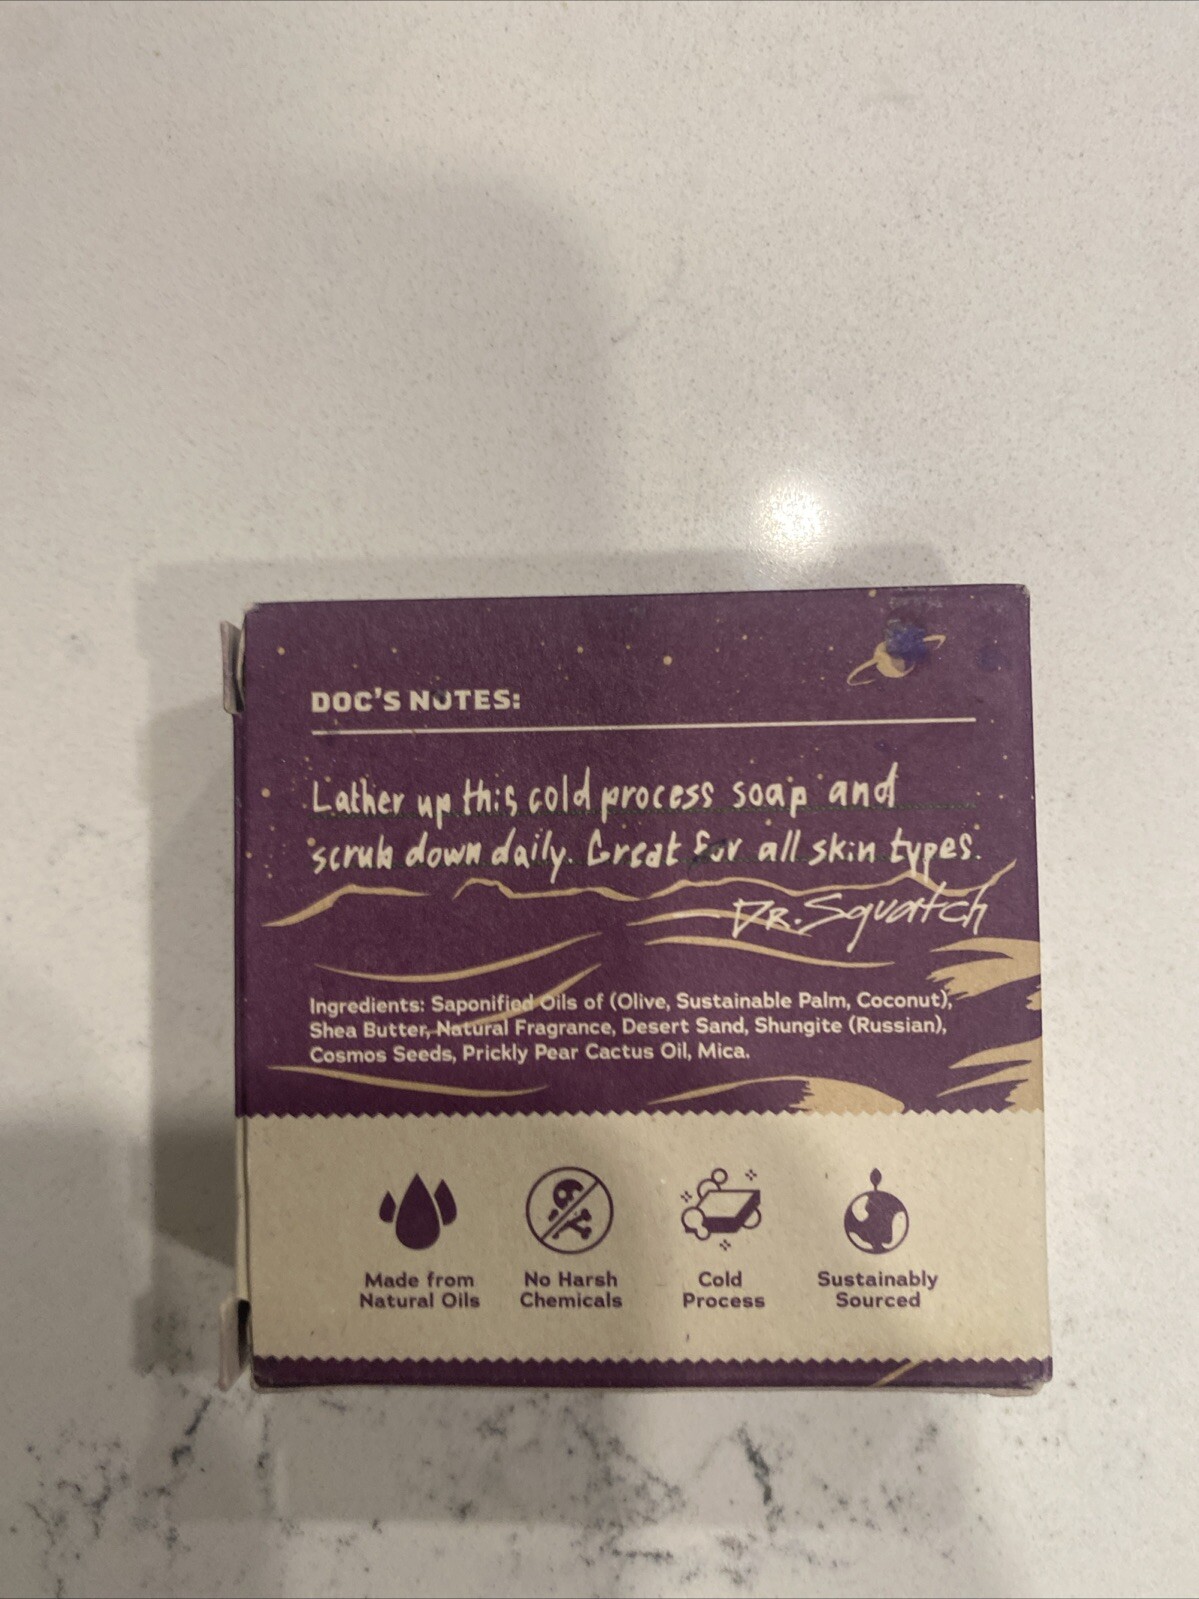 DOC'S NOTES:
Lather up this cold process soap and
scrub down daily. Great for all skin types.
DR. Squatch
Ingredients: Saponified Oils of (Olive, Sustainable Palm, Coconut),
Shea Butter, Natural Fragrance, Desert Sand, Shungite (Russian),
Cosmos Seeds, Prickly Pear Cactus Oil, Mica.
Made from
Natural Oils
No Harsh
Chemicals
Cold
Process
Sustainably
Sourced